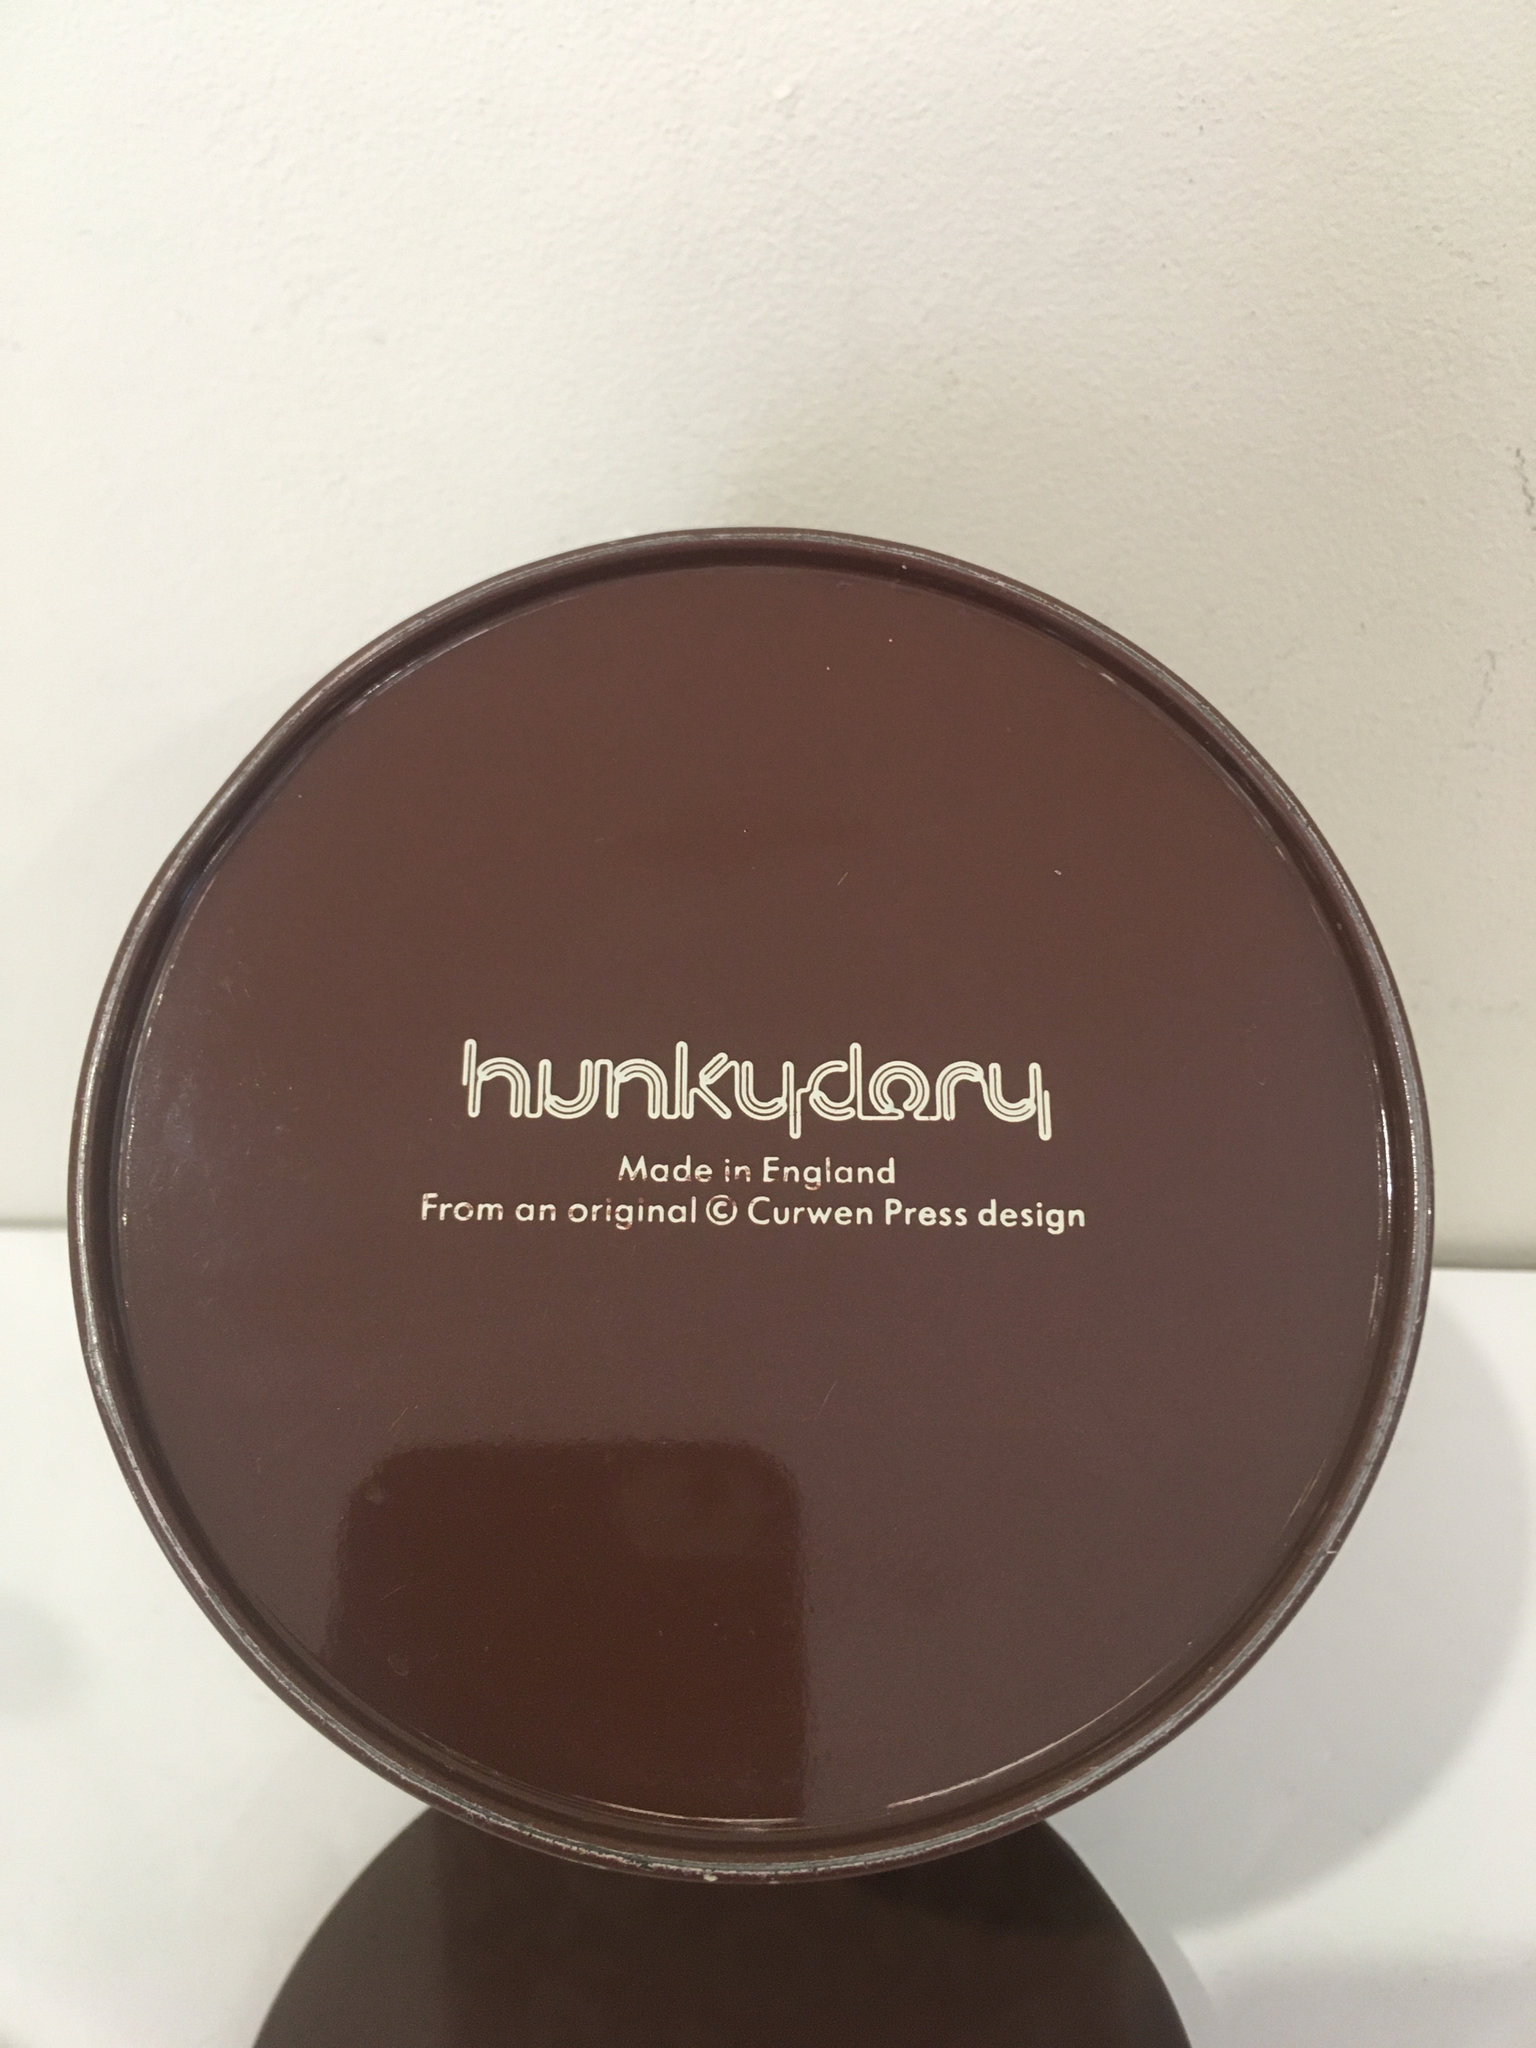 hunkydory
Made in England
From an original © Curwen Press design